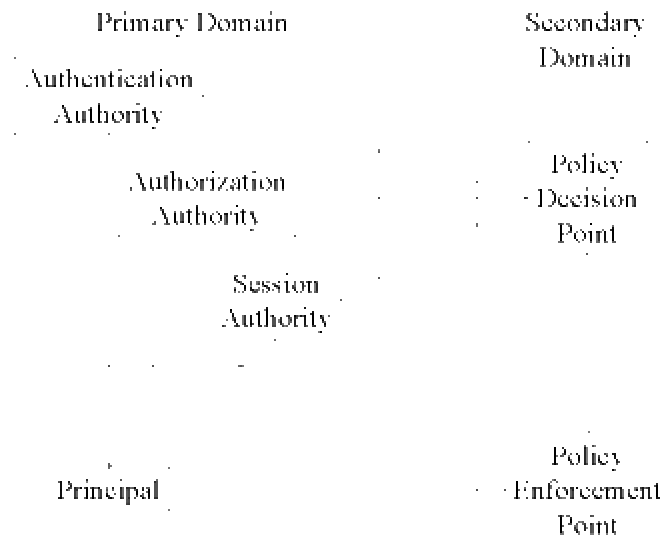 Primary Domain
Secondary
Domain
Authentication
Authority
Authorization
Authority
Policy
Decision
Point
Session
Authority
Principal
Policy
Enforcement
Point